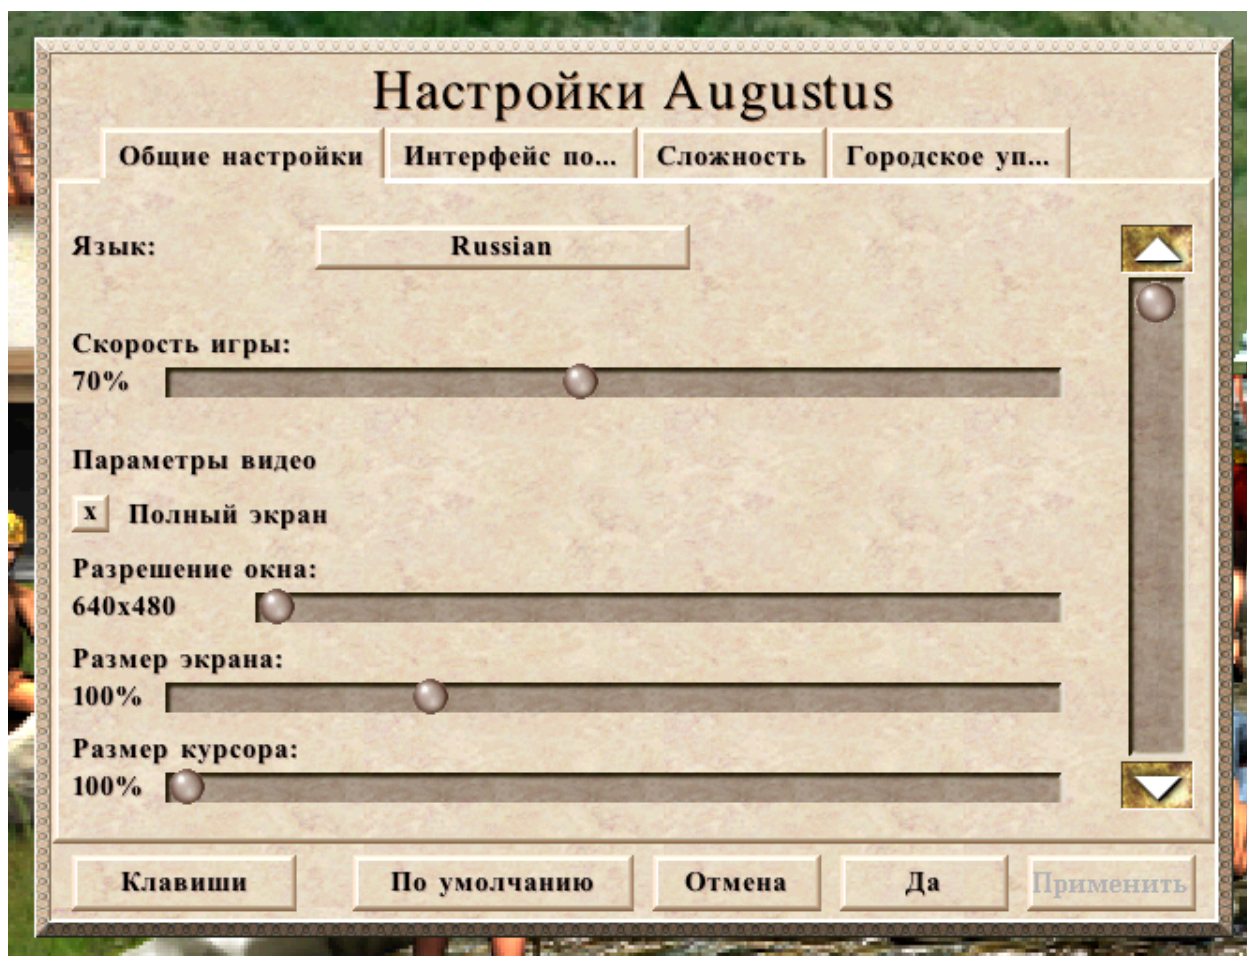 Настройки Augustus
Общие настройки Интерфейс по... Сложность Городское уп...
Язык: Russian
Скорость игры:
70%
Параметры видео
x Полный экран
Разрешение окна:
640x480
Размер экрана:
100%
Размер курсора:
100%
Клавиши По умолчанию Отмена Да Применить